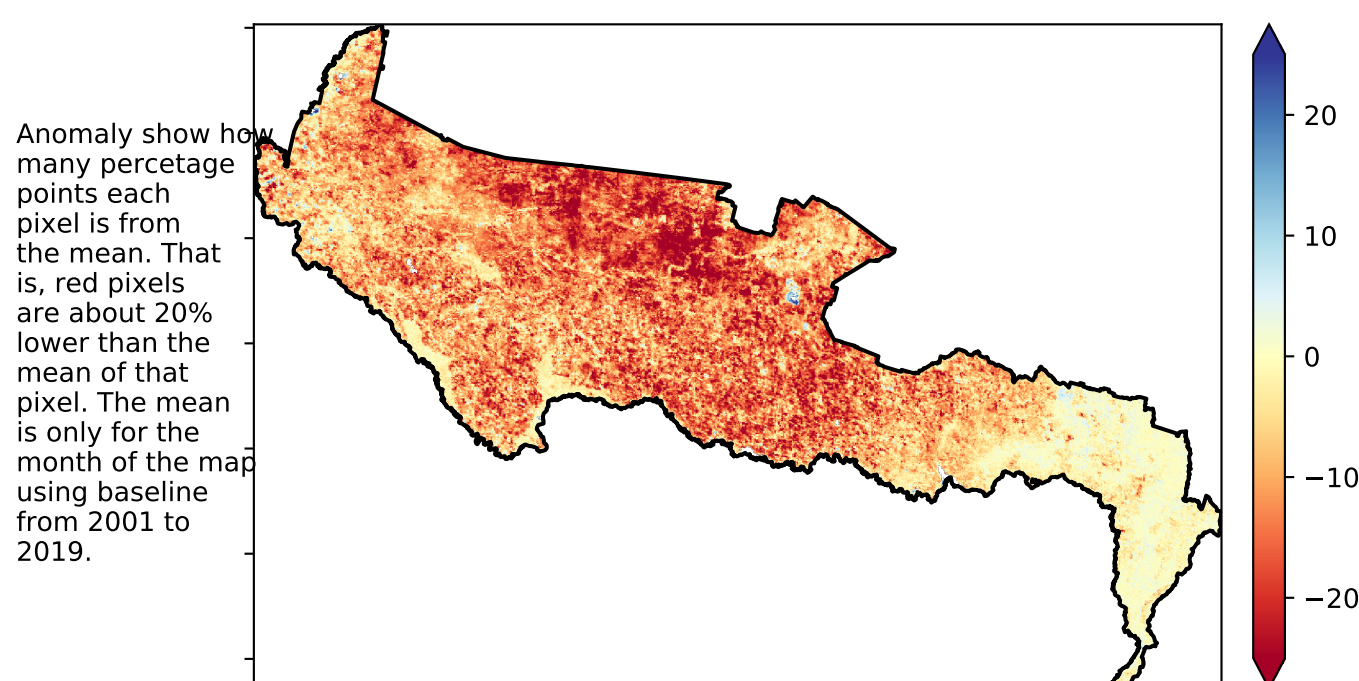 Anomaly show how
many percetage
points each
pixel is from
the mean. That
is, red pixels
are about 20%
lower than the
mean of that
pixel. The mean
is only for the
month of the map
using baseline
from 2001 to
2019.
20
10
0
−10
−20